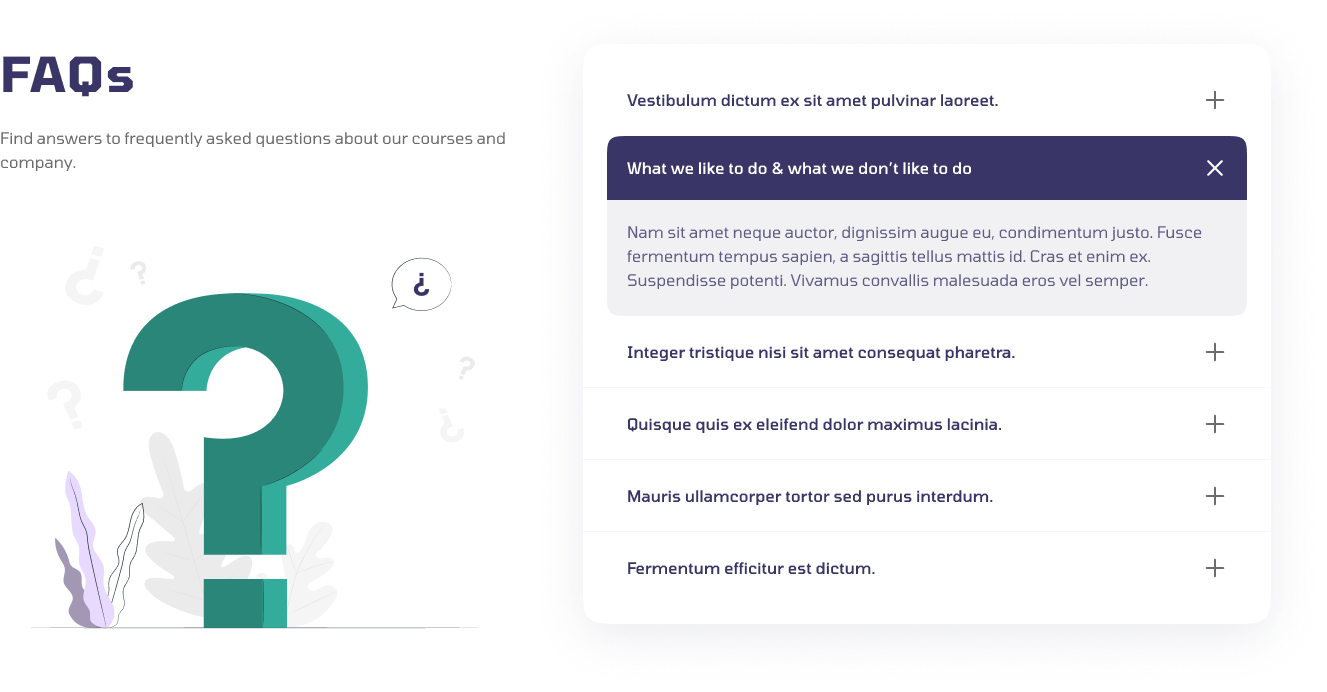 FAQs
Find answers to frequently asked questions about our courses and
company.
¿
?
¿
?
?
¿
?
Vestibulum dictum ex sit amet pulvinar laoreet.
What we like to do & what we don’t like to do
Nam sit amet neque auctor, dignissim augue eu, condimentum justo. Fusce
fermentum tempus sapien, a sagittis tellus mattis id. Cras et enim ex.
Suspendisse potenti. Vivamus convallis malesuada eros vel semper.
Integer tristique nisi sit amet consequat pharetra.
Quisque quis ex eleifend dolor maximus lacinia.
Mauris ullamcorper tortor sed purus interdum.
Fermentum efficitur est dictum.